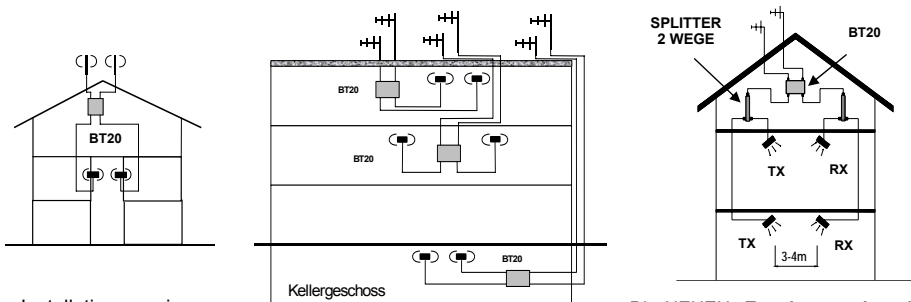 BT20
BT20
BT20
BT20
Kellergeschoss
SPLITTER
2 WEGE
BT20
TX
RX
TX
RX
3-4m